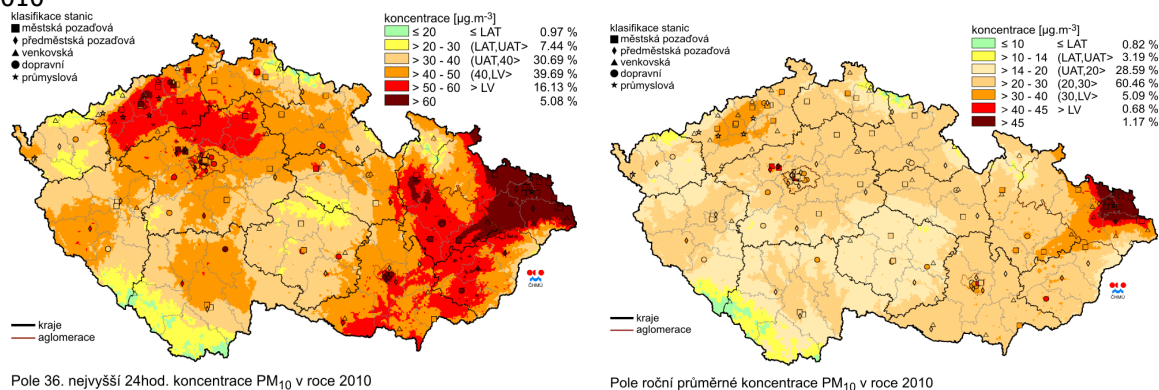 2010
klasifikace stanic
městská pozaďová
předměstská pozaďová
venkovská
dopravní
průmyslová
koncentrace [µg.m-3]
≤ 20 ≤ LAT 0.97 %
> 20 - 30 (LAT,UAT> 7.44 %
> 30 - 40 (UAT,40> 30.69 %
> 40 - 50 (40,LV> 39.69 %
> 50 - 60 > LV 16.13 %
> 60 5.08 %
ČHMÚ
kraje
aglomerace
Pole 36. nejvyšší 24hod. koncentrace PM10 v roce 2010
klasifikace stanic
městská pozaďová
předměstská pozaďová
venkovská
dopravní
průmyslová
koncentrace [µg.m-3]
≤ 10 ≤ LAT 0.82 %
> 10 - 14 (LAT,UAT> 3.19 %
> 14 - 20 (UAT,20> 28.59 %
> 20 - 30 (20,30> 60.46 %
> 30 - 40 (30,LV> 5.09 %
> 40 - 45 > LV 0.68 %
> 45 1.17 %
ČHMÚ
kraje
aglomerace
Pole roční průměrné koncentrace PM10 v roce 2010